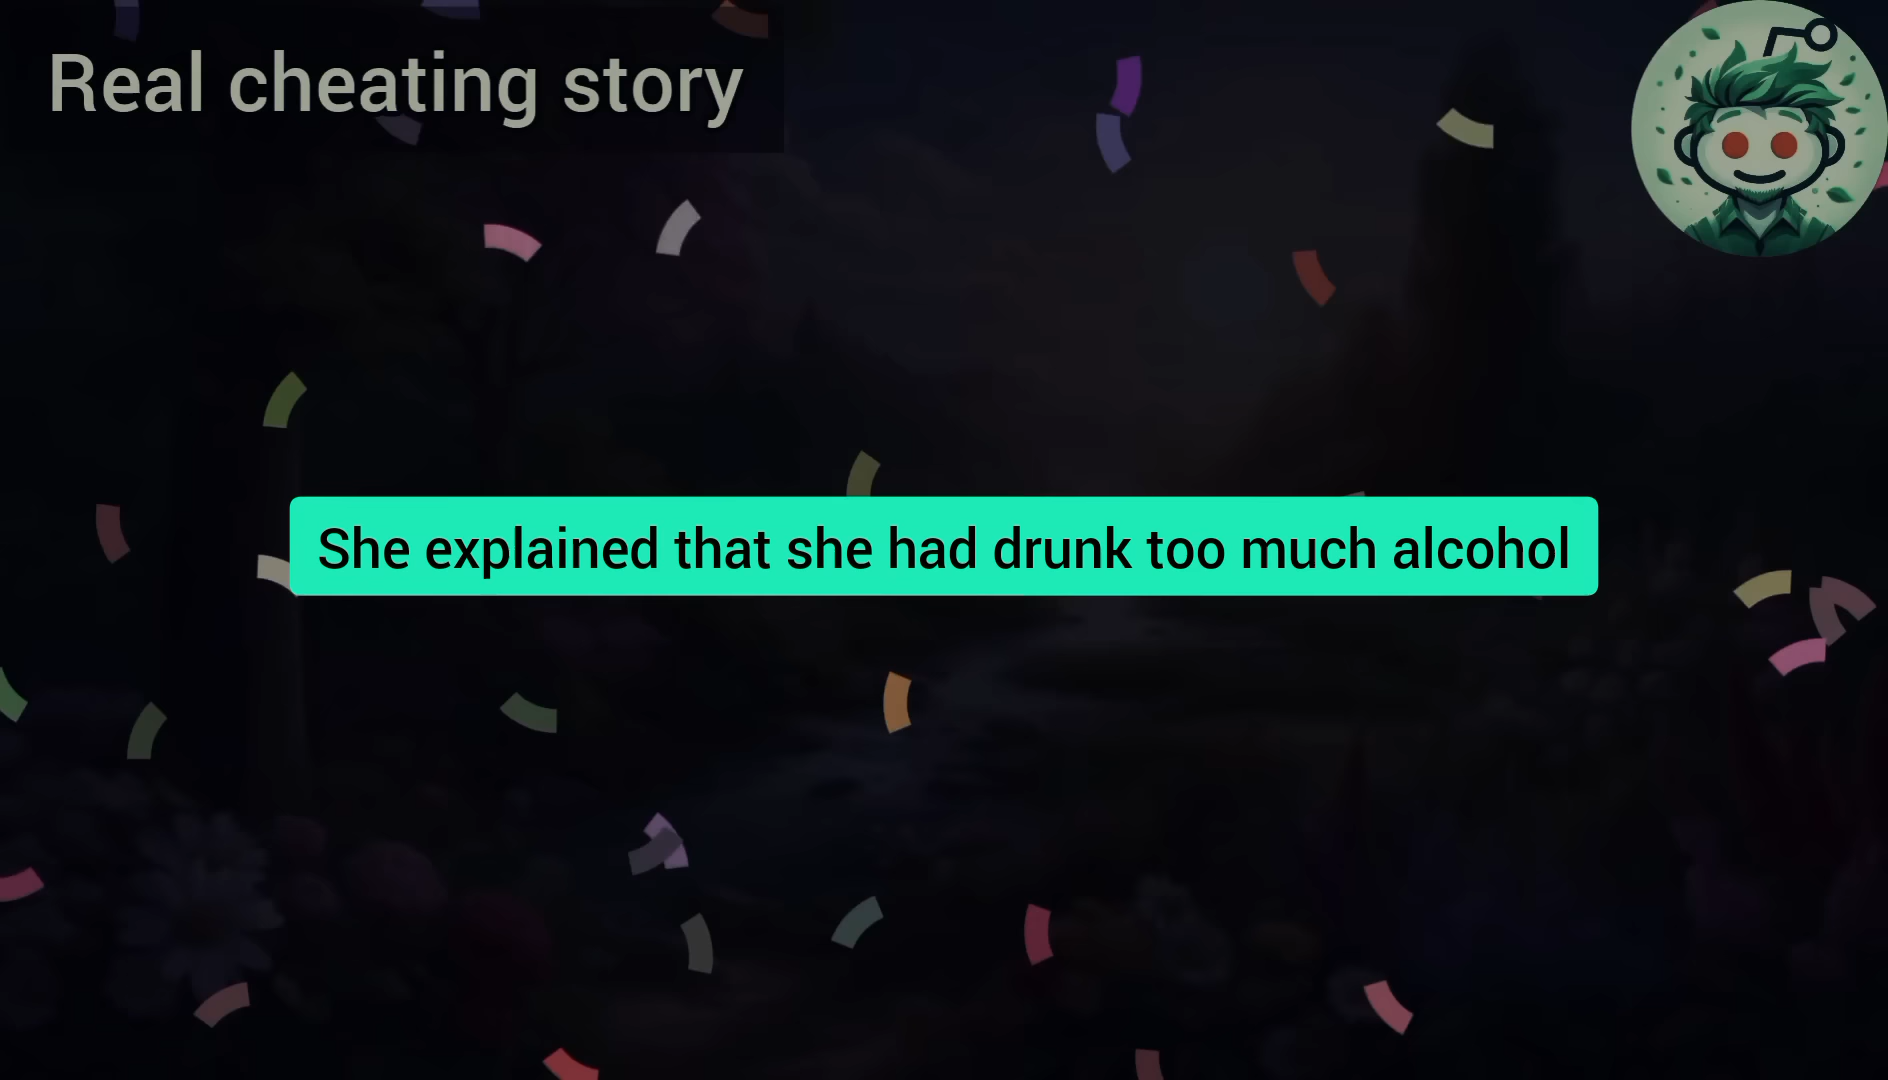 Real cheating story
She explained that she had drunk too much alcohol